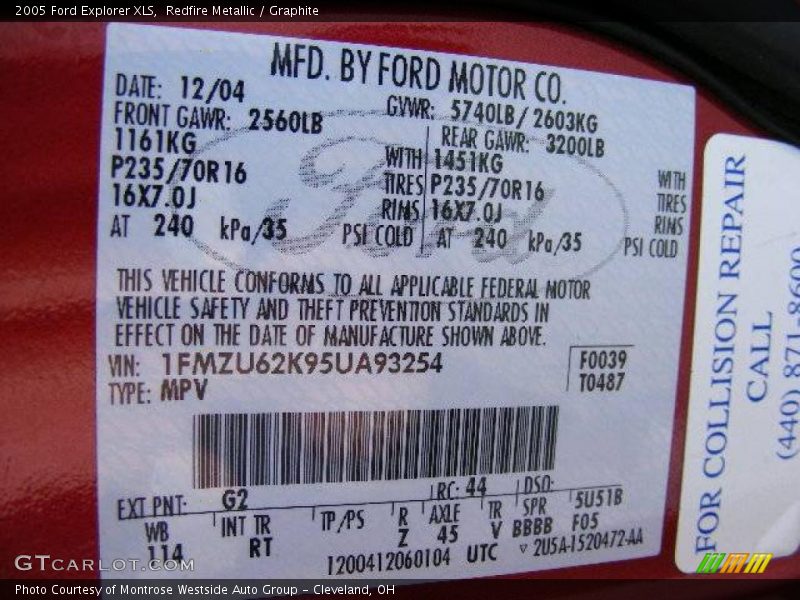 2005 Ford Explorer XLS, Redfire Metallic / Graphite
MFD. BY FORD MOTOR CO.
DATE: 12/04 GVWR: 5740LB/ 2603KG
FRONT GAWR: 2560LB REAR GAWR: 3200LB
1161KG WITH 1451KG WITH
P235/70R16 TIRES P235/70R16 TIRES
16X7.0J RIMS 16X7.0J RIMS
AT 240 kPa/35 PSI COLD AT 240 kPa/35 PSI COLD
Ford
THIS VEHICLE CONFORMS TO ALL APPLICABLE FEDERAL MOTOR
VEHICLE SAFETY AND THEFT PREVENTION STANDARDS IN
EFFECT ON THE DATE OF MANUFACTURE SHOWN ABOVE.
VIN: 1FMZU62K95UA93254 F0039
TYPE: MPV T0487
EXT PNT: G2 RC: 44 DSO:
WB INT TR TP/PS R AXLE TR SPR 5U51B
114 RT Z 45 V BBBB F05
1200412060104 UTC ▽ 2U5A-1520472-AA
FOR COLLISION REPAIR
CALL
(440) 871-8600
GTCARLOT.COM
Photo Courtesy of Montrose Westside Auto Group - Cleveland, OH